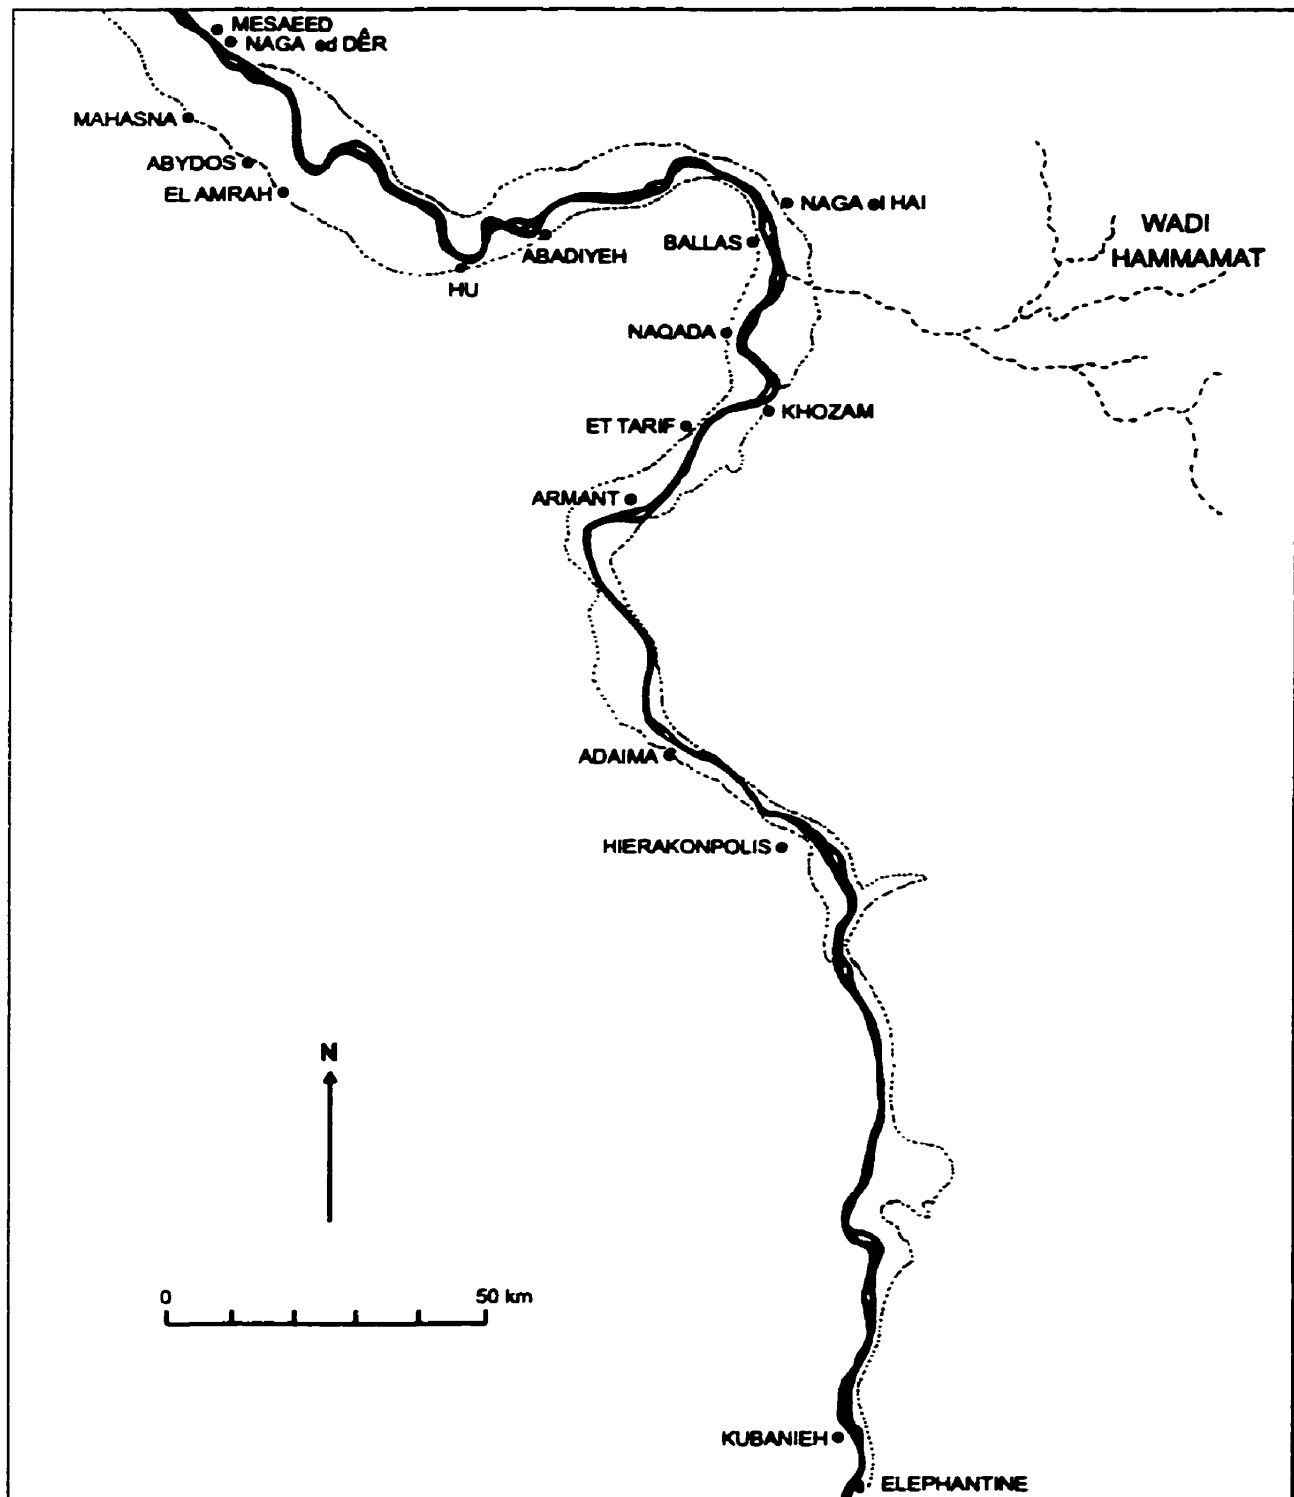 MESAEED
NAGA ed DÊR
MAHASNA
ABYDOS
EL AMRAH
NAGA el HAI
WADI
HAMMAMAT
BALLAS
ABADIYEH
HU
NAQADA
KHOZAM
ET TARIF
ARMANT
ADAIMA
HIERAKONPOLIS
N
0 50 km
KUBANIEH
ELEPHANTINE